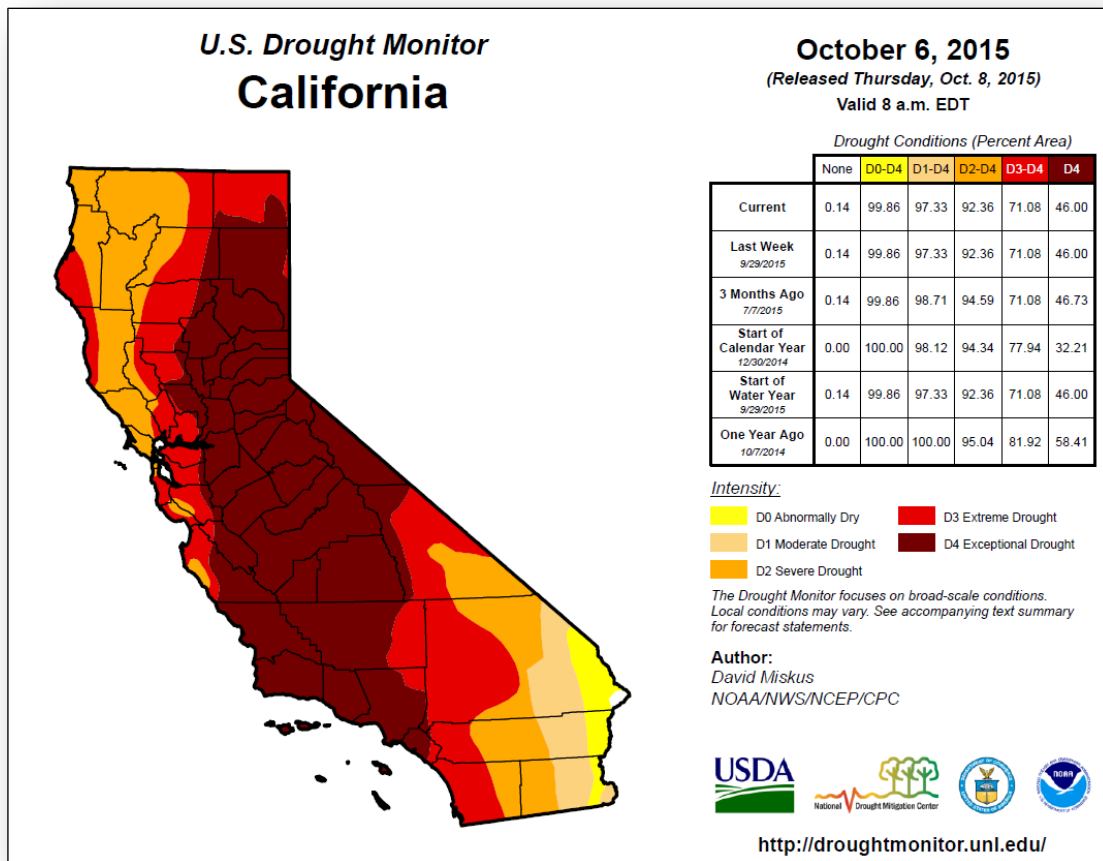 U.S. Drought Monitor
California
October 6, 2015
(Released Thursday, Oct. 8, 2015)
Valid 8 a.m. EDT
Drought Conditions (Percent Area)
None D0-D4 D1-D4 D2-D4 D3-D4 D4
Current 0.14 99.86 97.33 92.36 71.08 46.00
Last Week
9/29/2015
0.14 99.86 97.33 92.36 71.08 46.00
3 Months Ago
7/7/2015
0.14 99.86 98.71 94.59 71.08 46.73
Start of
Calendar Year
12/30/2014
0.00 100.00 98.12 94.34 77.94 32.21
Start of
Water Year
9/29/2015
0.14 99.86 97.33 92.36 71.08 46.00
One Year Ago
10/7/2014
0.00 100.00 100.00 95.04 81.92 58.41
Intensity:
D0 Abnormally Dry
D1 Moderate Drought
D2 Severe Drought
D3 Extreme Drought
D4 Exceptional Drought
The Drought Monitor focuses on broad-scale conditions.
Local conditions may vary. See accompanying text summary
for forecast statements.
Author:
David Miskus
NOAA/NWS/NCEP/CPC
USDA
National Drought Mitigation Center
NOAA
http://droughtmonitor.unl.edu/